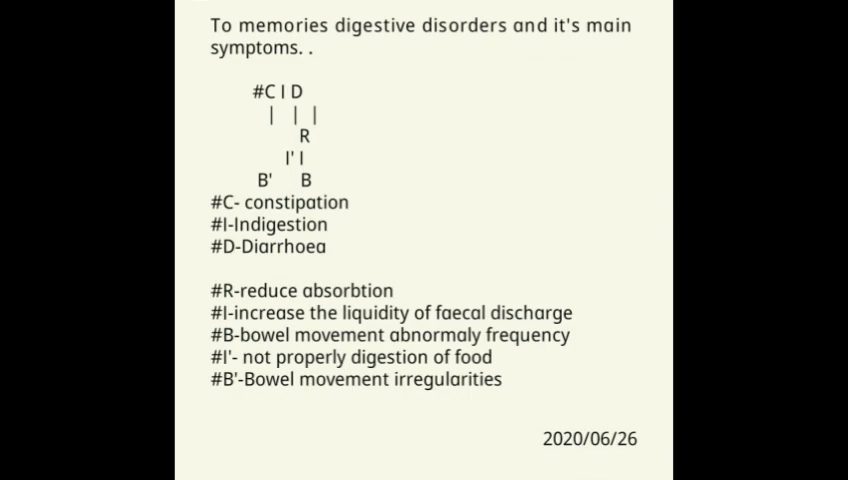 To memories digestive disorders and it's main
symptoms. .
#C I D
| | |
R
I' I
B' B
#C- constipation
#I-Indigestion
#D-Diarrhoea
#R-reduce absorbtion
#I-increase the liquidity of faecal discharge
#B-bowel movement abnormaly frequency
#I'- not properly digestion of food
#B'-Bowel movement irregularities
2020/06/26